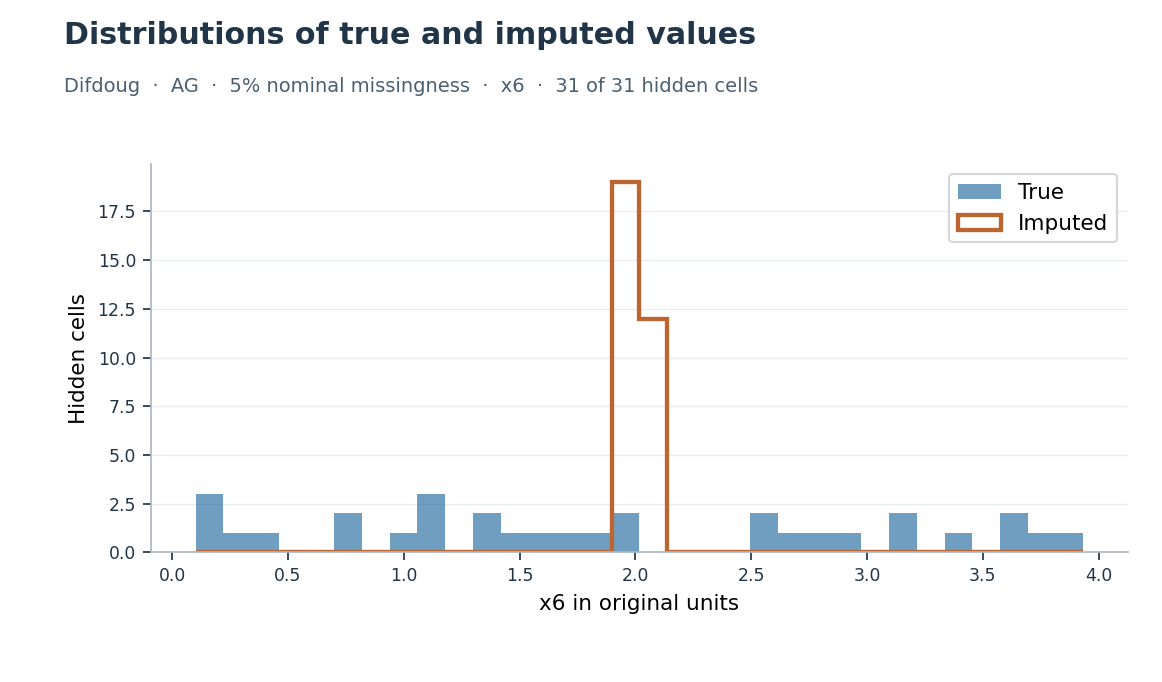 Distributions of true and imputed values
Difdoug · AG · 5% nominal missingness · x6 · 31 of 31 hidden cells
True
Imputed
Hidden cells
17.5
15.0
12.5
10.0
7.5
5.0
2.5
0.0
0.0 0.5 1.0 1.5 2.0 2.5 3.0 3.5 4.0
x6 in original units